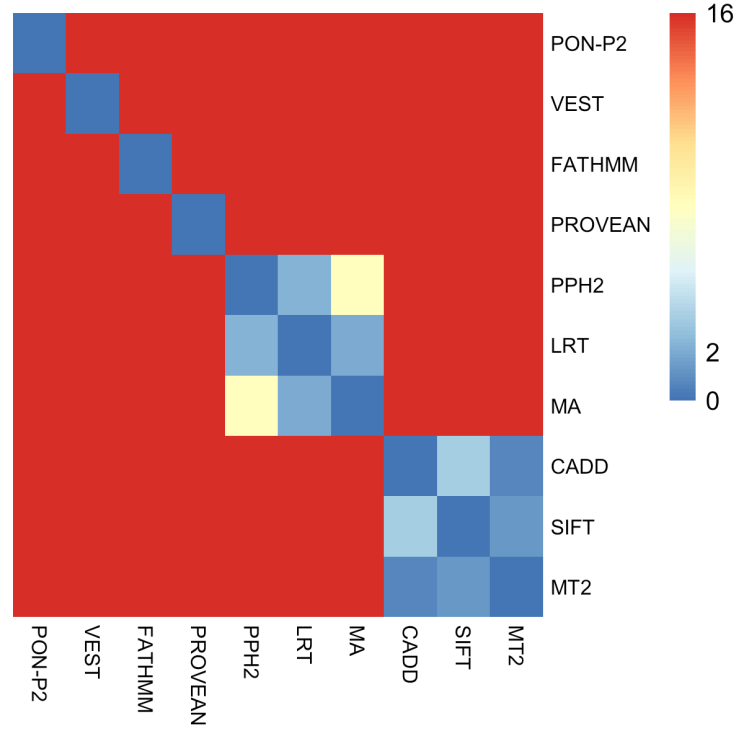 16
PON-P2
VEST
FATHMM
PROVEAN
PPH2
2
LRT
0
MA
CADD
SIFT
MT2
PON-P2
VEST
FATHMM
PROVEAN
PPH2
LRT
MA
CADD
SIFT
MT2